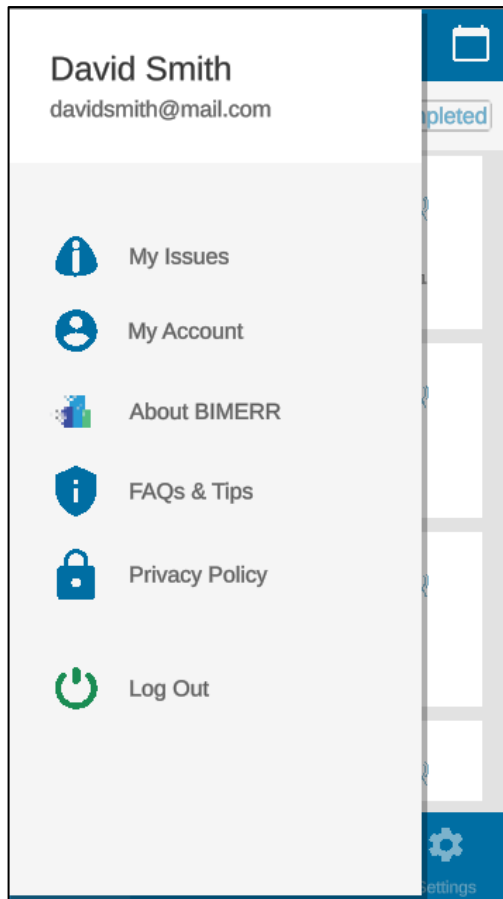 David Smith
davidsmith@mail.com
My Issues
My Account
About BIMERR
FAQs & Tips
Privacy Policy
Log Out